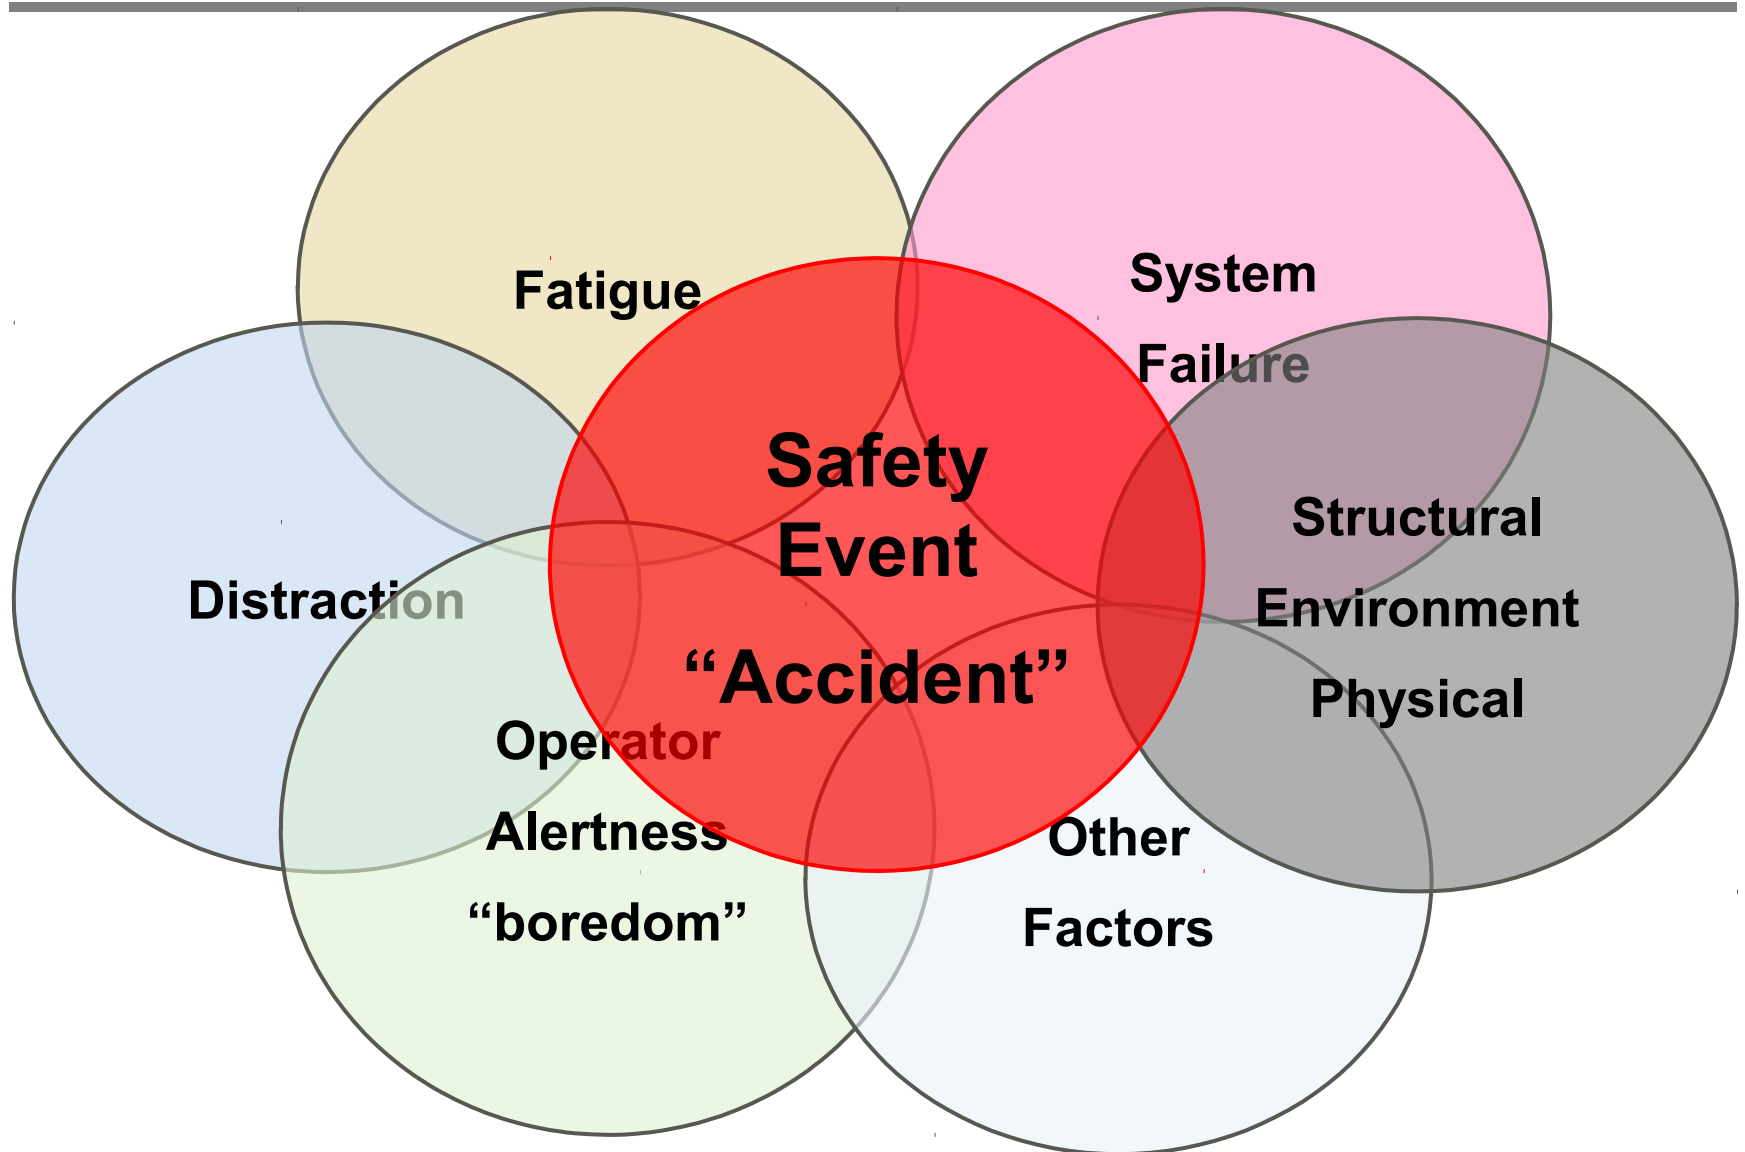 Fatigue
System
Failure
Safety
Event
“Accident”
Structural
Environment
Physical
Distraction
Operator
Alertness
“boredom”
Other
Factors